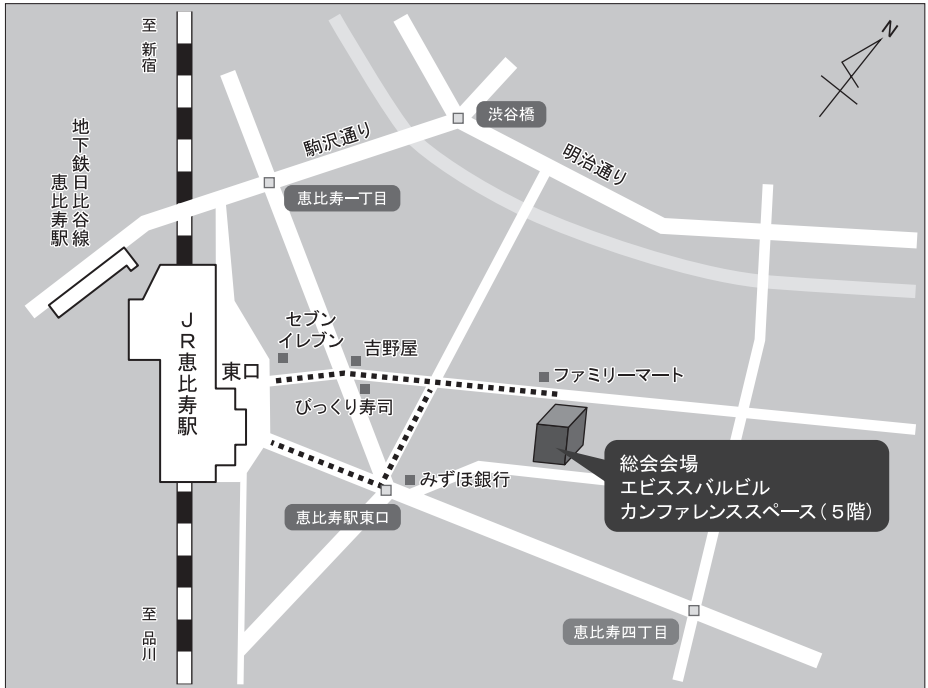 至 新宿
N
渋谷橋
駒沢通り
明治通り
地下鉄日比谷線
恵比寿駅
恵比寿一丁目
JR恵比寿駅
セブン
イレブン
吉野屋
東口
ファミリーマート
びっくり寿司
みずほ銀行
総会会場
エビススバルビル
カンファレンススペース(5階)
恵比寿駅東口
至 品川
恵比寿四丁目